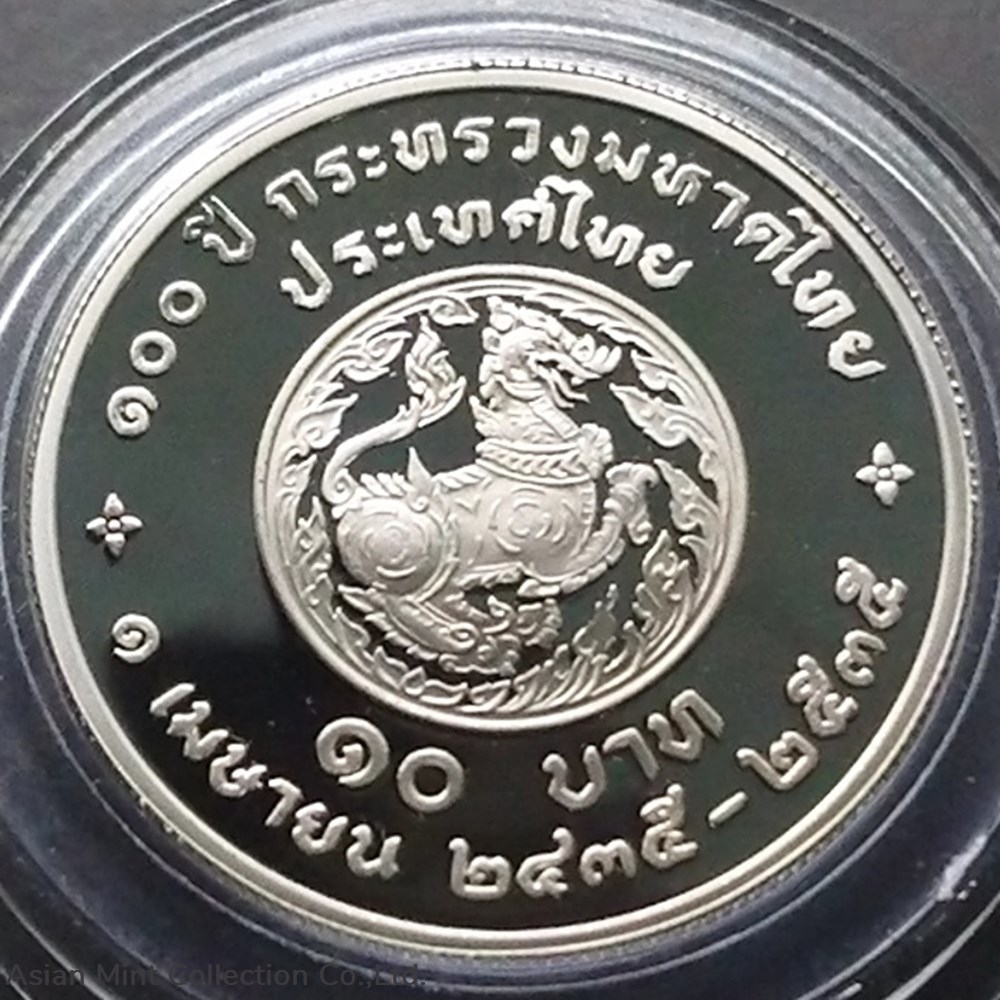 ๑๐๐ ปี กระทรวงมหาดไทย
ประเทศไทย
๑๐ บาท
๑ เมษายน ๒๔๓๕ - ๒๕๓๕
Asian Mint Collection Co.,Ltd.